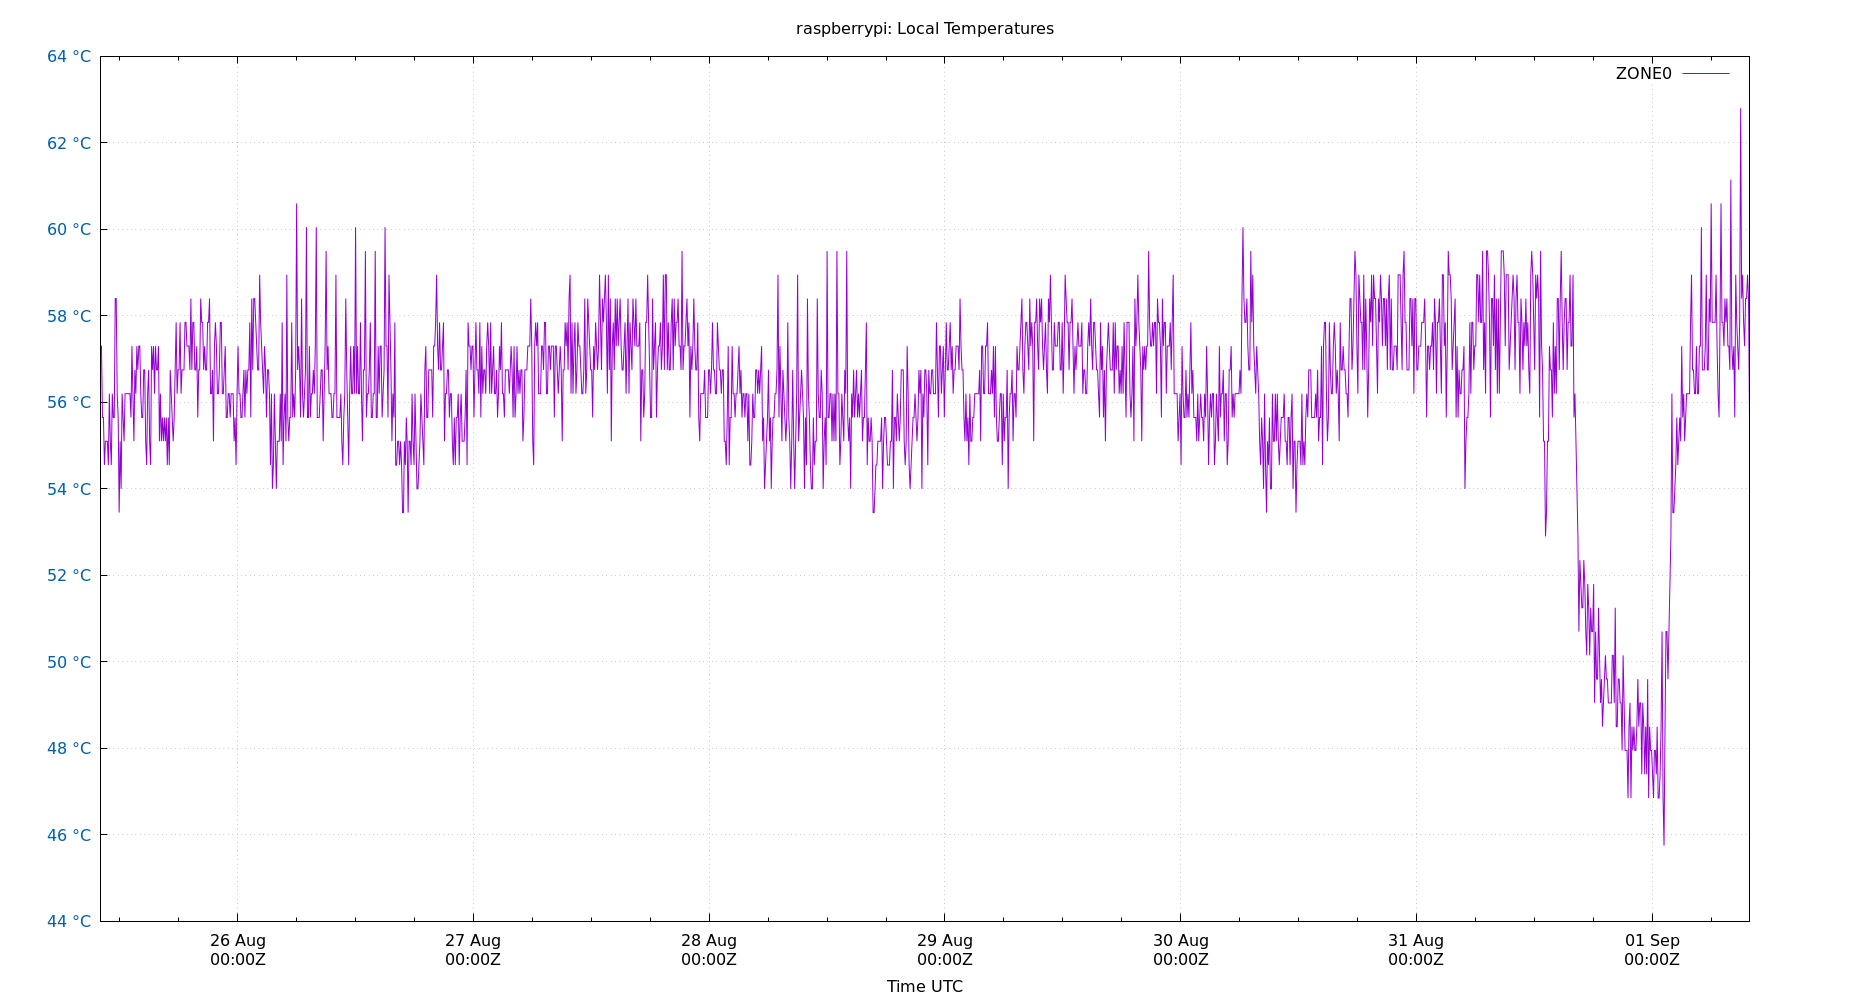 raspberrypi: Local Temperatures
64 °C
ZONE0
62 °C
60 °C
58 °C
56 °C
54 °C
52 °C
50 °C
48 °C
46 °C
44 °C
26 Aug 27 Aug 28 Aug 29 Aug 30 Aug 31 Aug 01 Sep
00:00Z 00:00Z 00:00Z 00:00Z 00:00Z 00:00Z 00:00Z
Time UTC